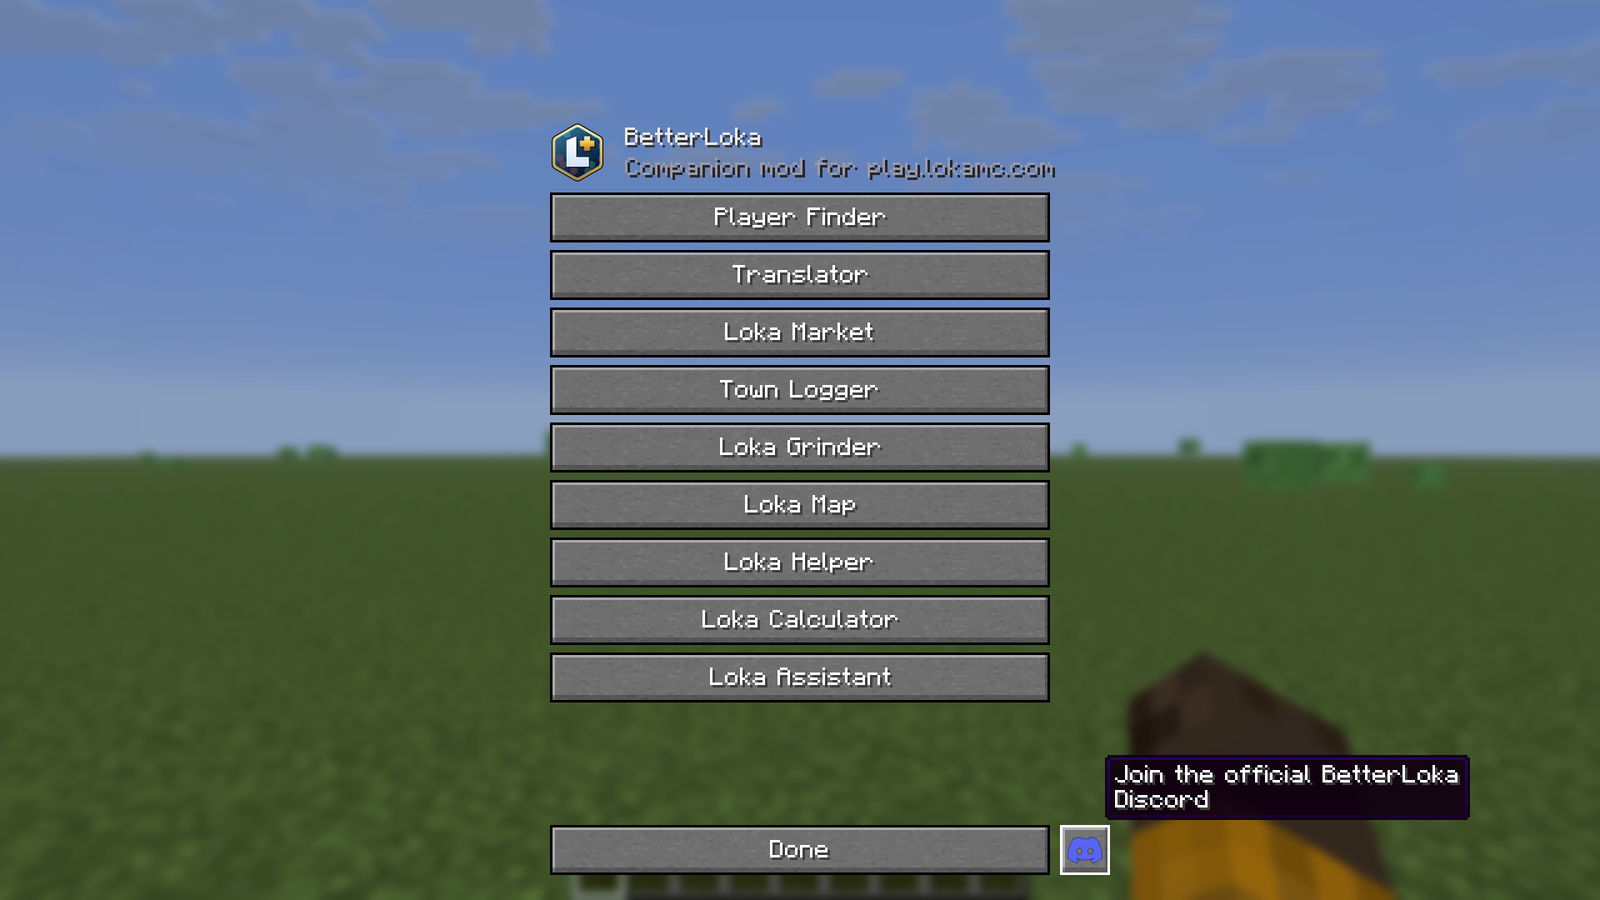 BetterLoka
Companion mod for play.lokamc.com
Player Finder
Translator
Loka Market
Town Logger
Loka Grinder
Loka Map
Loka Helper
Loka Calculator
Loka Assistant
Join the official BetterLoka
Discord
Done